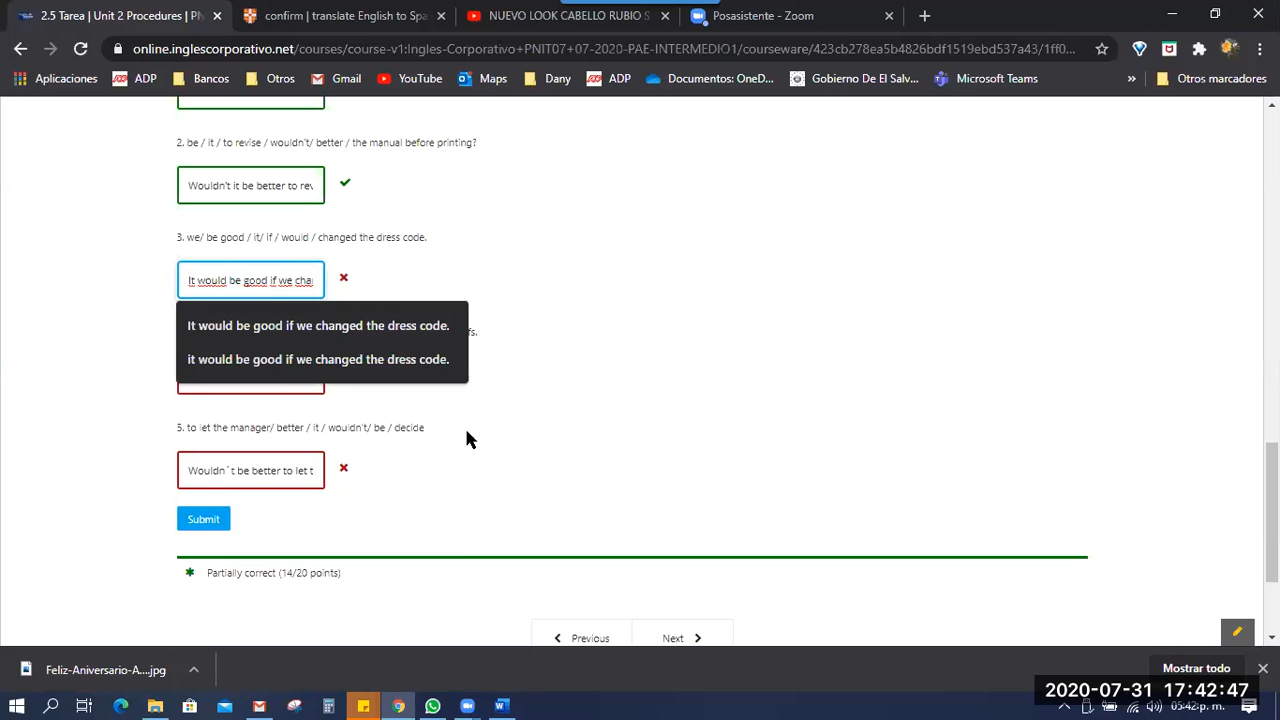 2.5 Tarea | Unit 2 Procedures | Ph
confirm | translate English to Spa
NUEVO LOOK CABELLO RUBIO S
Posasistente - Zoom
online.inglescorporativo.net/courses/course-v1:Ingles-Corporativo+PNIT07+07-2020-PAE-INTERMEDIO1/courseware/423cb278ea5b4826bdf1519ebd537a43/1ff0...
Aplicaciones ADP Bancos Otros Gmail YouTube Maps Dany ADP Documentos: OneD... Gobierno De El Salv... Microsoft Teams » Otros marcadores
2. be / it / to revise / wouldn't/ better / the manual before printing?
Wouldn't it be better to rev
3. we/ be good / it/ if / would / changed the dress code.
It would be good if we cha
It would be good if we changed the dress code.
it would be good if we changed the dress code.
fs.
5. to let the manager/ better / it / wouldn't/ be / decide
Wouldn´t be better to let t
Submit
Partially correct (14/20 points)
Previous Next
Feliz-Aniversario-A....jpg
Mostrar todo
2020-07-31 17:42:47
05:42 p. m.